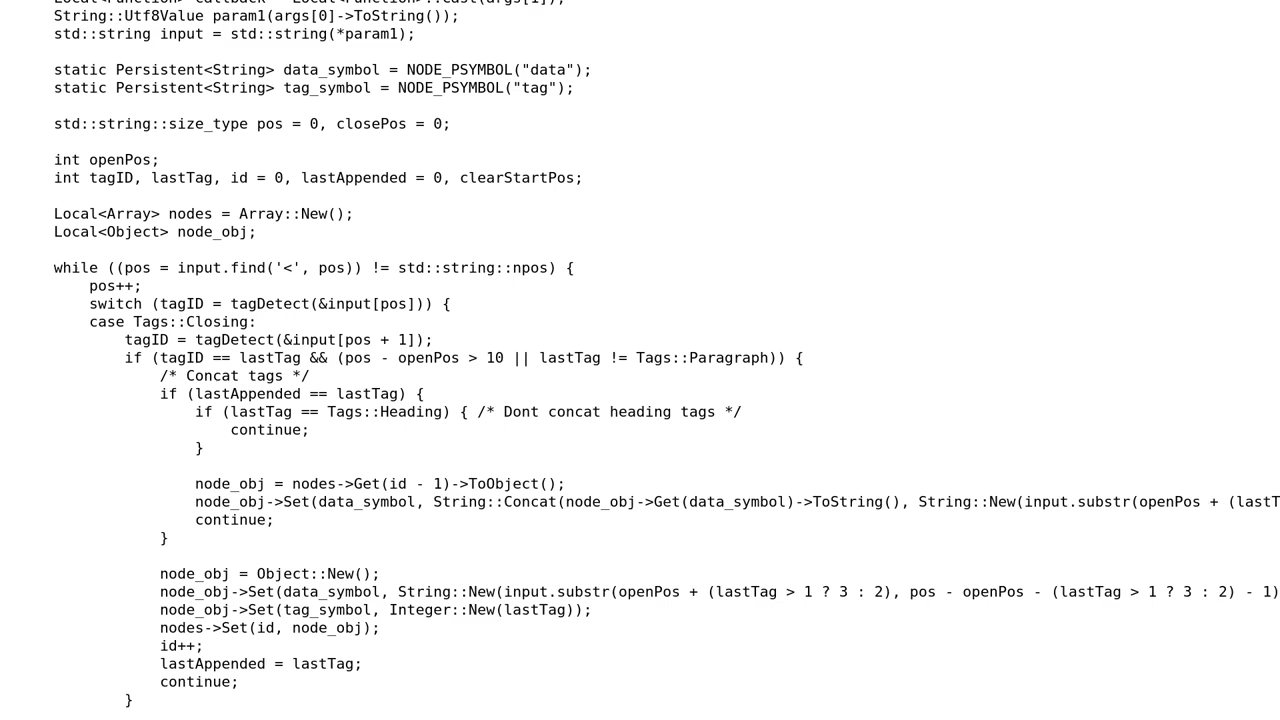 Local<Function> callback = Local<Function>::Cast(args[1]);
String::Utf8Value param1(args[0]->ToString());
std::string input = std::string(*param1);
static Persistent<String> data_symbol = NODE_PSYMBOL("data");
static Persistent<String> tag_symbol = NODE_PSYMBOL("tag");
std::string::size_type pos = 0, closePos = 0;
int openPos;
int tagID, lastTag, id = 0, lastAppended = 0, clearStartPos;
Local<Array> nodes = Array::New();
Local<Object> node_obj;
while ((pos = input.find('<', pos)) != std::string::npos) {
pos++;
switch (tagID = tagDetect(&input[pos])) {
case Tags::Closing:
tagID = tagDetect(&input[pos + 1]);
if (tagID == lastTag && (pos - openPos > 10 || lastTag != Tags::Paragraph)) {
/* Concat tags */
if (lastAppended == lastTag) {
if (lastTag == Tags::Heading) { /* Dont concat heading tags */
continue;
}
node_obj = nodes->Get(id - 1)->ToObject();
node_obj->Set(data_symbol, String::Concat(node_obj->Get(data_symbol)->ToString(), String::New(input.substr(openPos + (lastT
continue;
}
node_obj = Object::New();
node_obj->Set(data_symbol, String::New(input.substr(openPos + (lastTag > 1 ? 3 : 2), pos - openPos - (lastTag > 1 ? 3 : 2) - 1)
node_obj->Set(tag_symbol, Integer::New(lastTag));
nodes->Set(id, node_obj);
id++;
lastAppended = lastTag;
continue;
}